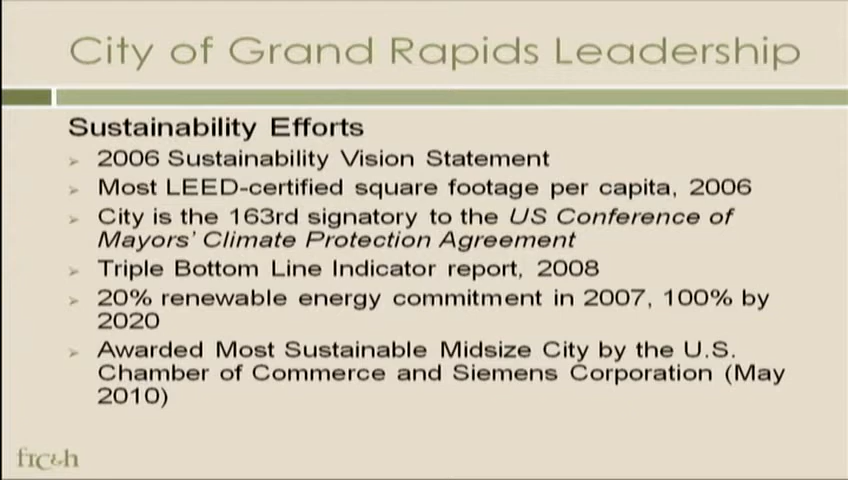 City of Grand Rapids Leadership
Sustainability Efforts
➢ 2006 Sustainability Vision Statement
➢ Most LEED-certified square footage per capita, 2006
➢ City is the 163rd signatory to the US Conference of
Mayors' Climate Protection Agreement
➢ Triple Bottom Line Indicator report, 2008
➢ 20% renewable energy commitment in 2007, 100% by
2020
➢ Awarded Most Sustainable Midsize City by the U.S.
Chamber of Commerce and Siemens Corporation (May
2010)
ftc&h